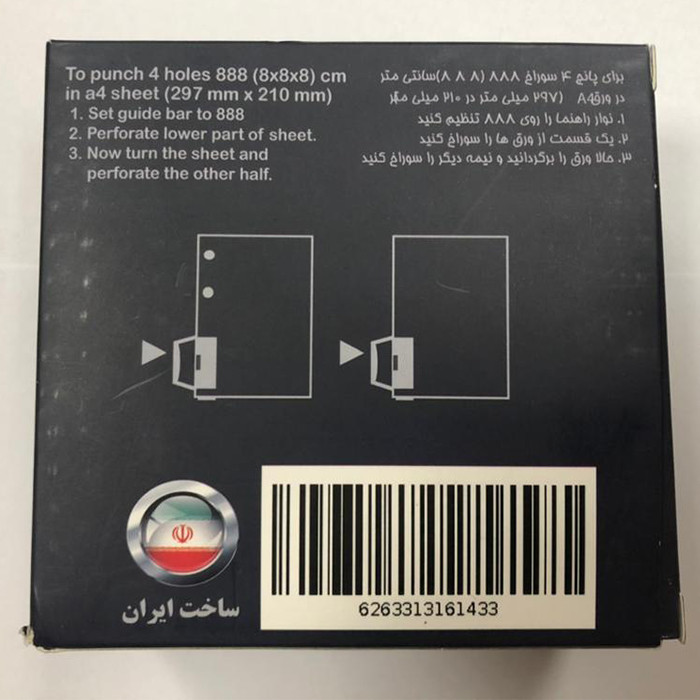 To punch 4 holes 888 (8x8x8) cm
in a4 sheet (297 mm x 210 mm)
1. Set guide bar to 888
2. Perforate lower part of sheet.
3. Now turn the sheet and
perforate the other half.
برای پانچ ۴ سوراخ ۸۸۸ (۸ ۸ ۸)سانتی متر
در ورقA۴ (۲۹۷ میلی متر در ۲۱۰ میلی متر
۱. نوار راهنما را روی ۸۸۸ تنظیم کنید
۲. یک قسمت از ورق ها را سوراخ کنید
۳. حالا ورق را برگردانید و نیمه دیگر را سوراخ کنید
ساخت ایران
6263313161433